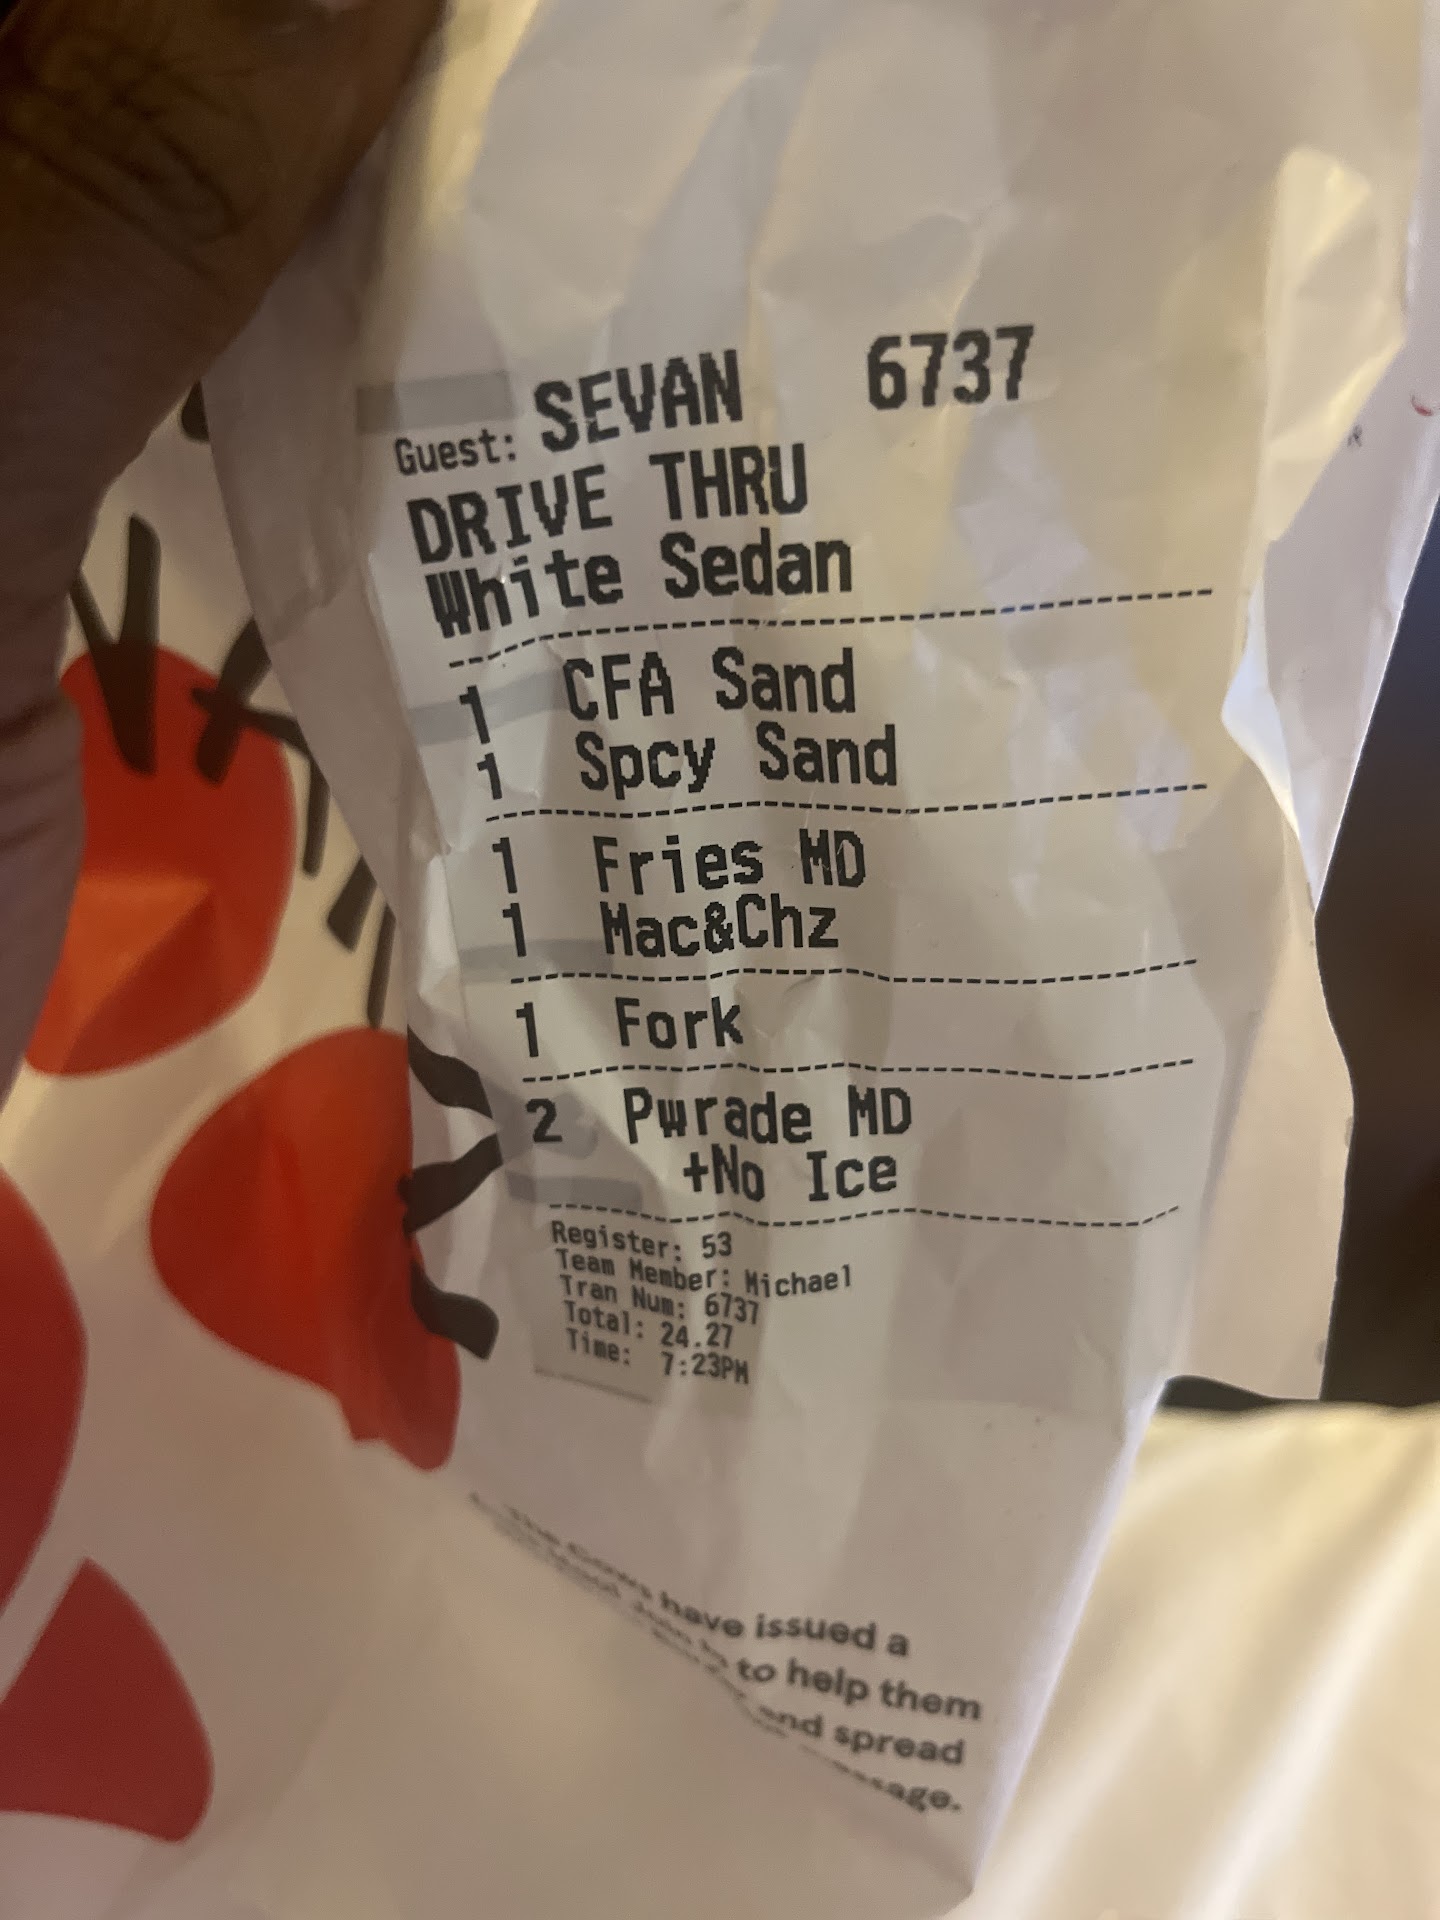 SEVAN 6737
Guest:
DRIVE THRU
White Sedan
1 CFA Sand
1 Spcy Sand
1 Fries MD
1 Mac&Chz
1 Fork
2 Pwrade MD
+No Ice
Register: 53
Team Member: Michael
Tran Num: 6737
Total: 24.27
Time: 7:23PM
The Cows have issued a
to help them
and spread